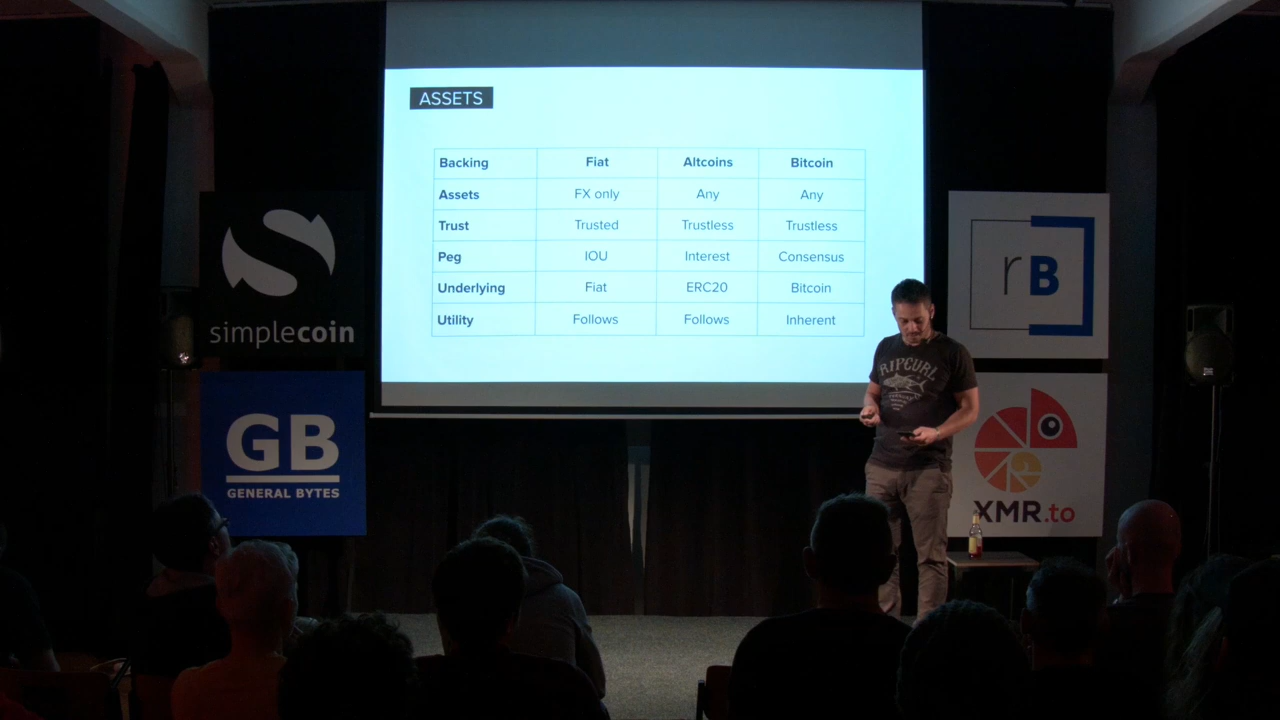 ASSETS
Backing Fiat Altcoins Bitcoin
Assets FX only Any Any
Trust Trusted Trustless Trustless
Peg IOU Interest Consensus
Underlying Fiat ERC20 Bitcoin
Utility Follows Follows Inherent
simplecoin
rB
GB
GENERAL BYTES
RIPCURL
XMR.to